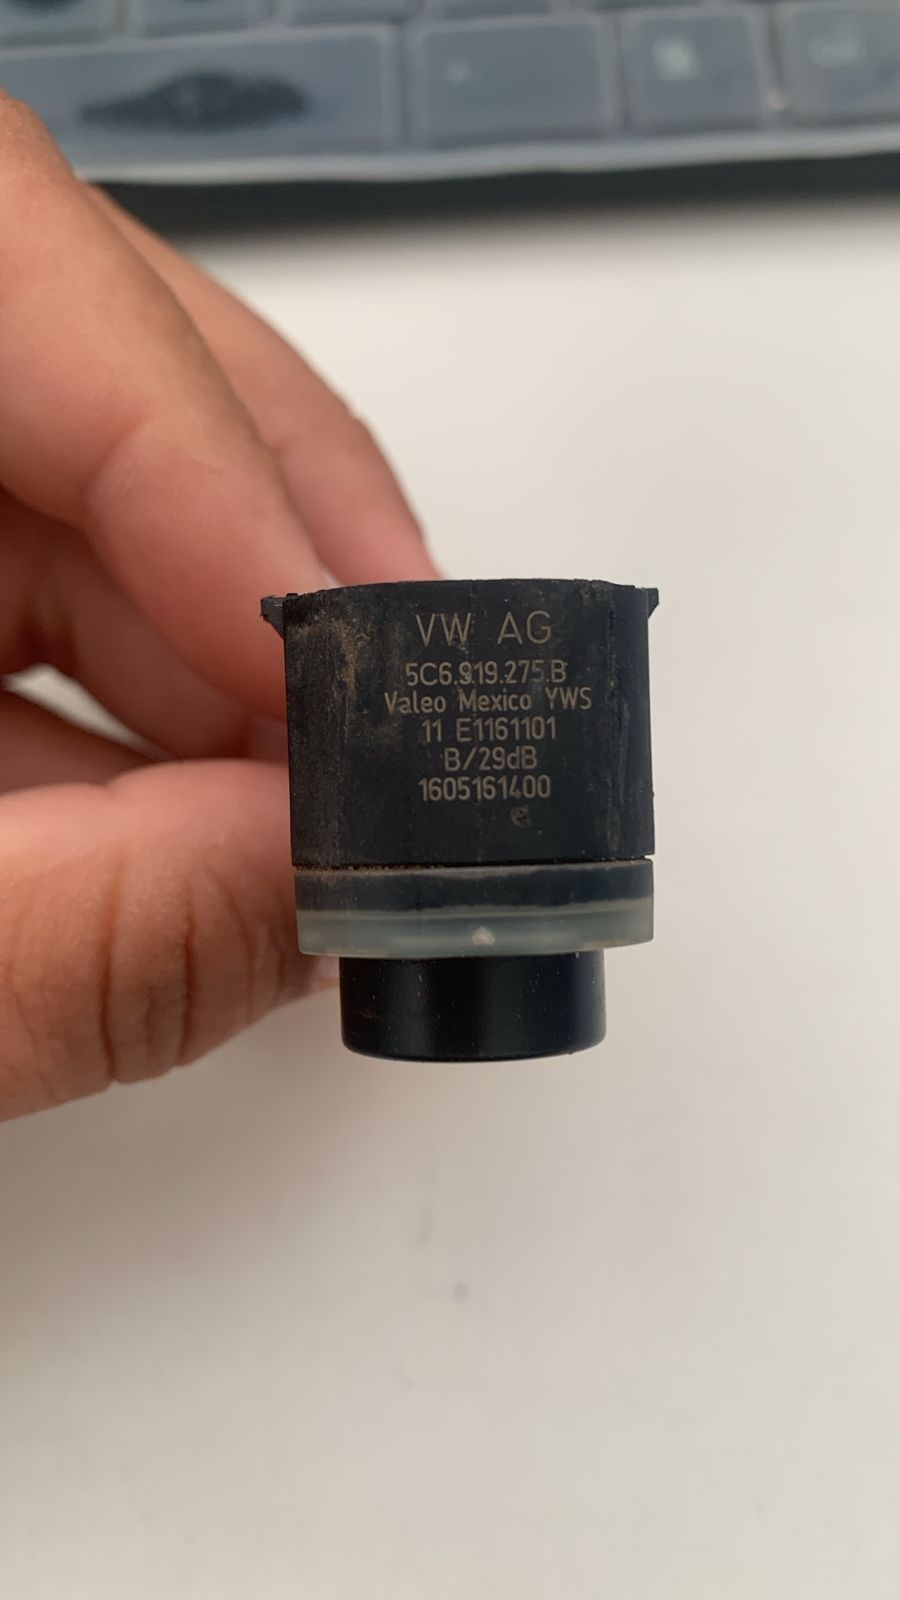 VW AG
5C6.919.275.B
Valeo Mexico YWS
11 E1161101
B/29dB
1605161400